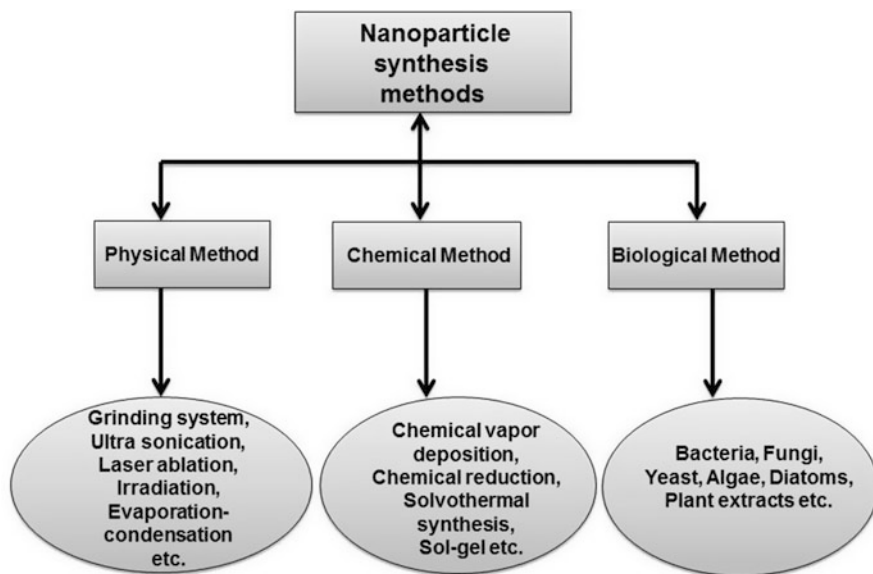 Nanoparticle
synthesis
methods
Physical Method
Chemical Method
Biological Method
Grinding system,
Ultra sonication,
Laser ablation,
Irradiation,
Evaporation-
condensation
etc.
Chemical vapor
deposition,
Chemical reduction,
Solvothermal
synthesis,
Sol-gel etc.
Bacteria, Fungi,
Yeast, Algae, Diatoms,
Plant extracts etc.